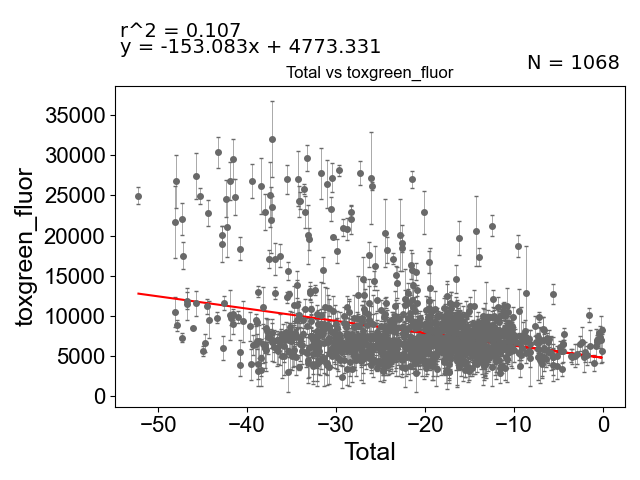 r^2 = 0.107
y = -153.083x + 4773.331
N = 1068
Total vs toxgreen_fluor
35000
30000
25000
20000
15000
10000
5000
0
toxgreen_fluor
−50 −40 −30 −20 −10 0
Total